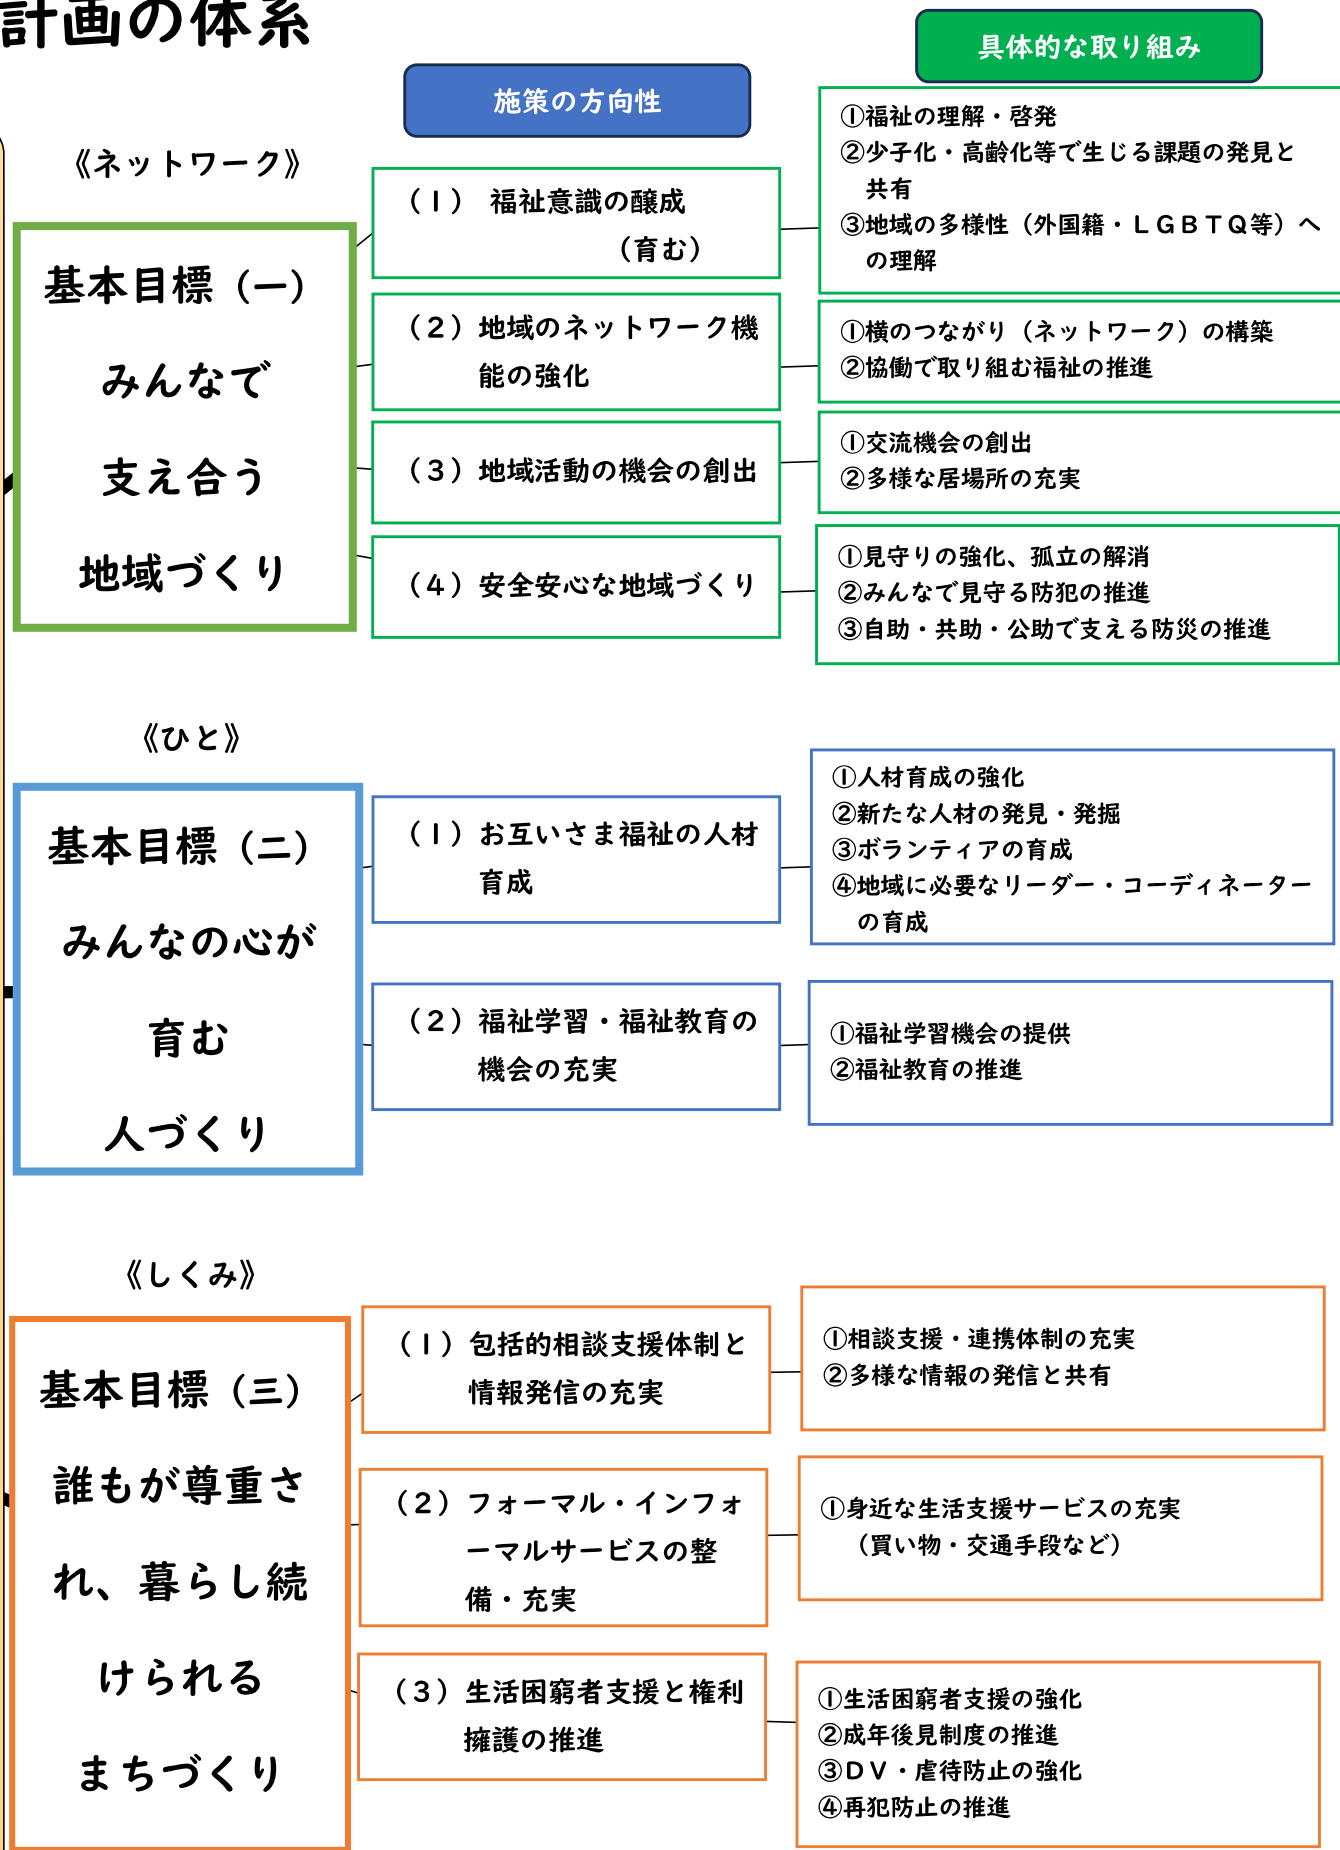 計画の体系
施策の方向性
具体的な取り組み
《ネットワーク》
基本目標（一）
みんなで
支え合う
地域づくり
（１） 福祉意識の醸成
（育む）
①福祉の理解・啓発
②少子化・高齢化等で生じる課題の発見と
共有
③地域の多様性（外国籍・ＬＧＢＴＱ等）へ
の理解
（２）地域のネットワーク機
能の強化
①横のつながり（ネットワーク）の構築
②協働で取り組む福祉の推進
（３）地域活動の機会の創出
①交流機会の創出
②多様な居場所の充実
（４）安全安心な地域づくり
①見守りの強化、孤立の解消
②みんなで見守る防犯の推進
③自助・共助・公助で支える防災の推進
《ひと》
基本目標（二）
みんなの心が
育む
人づくり
（１）お互いさま福祉の人材
育成
①人材育成の強化
②新たな人材の発見・発掘
③ボランティアの育成
④地域に必要なリーダー・コーディネーター
の育成
（２）福祉学習・福祉教育の
機会の充実
①福祉学習機会の提供
②福祉教育の推進
《しくみ》
基本目標（三）
誰もが尊重さ
れ、暮らし続
けられる
まちづくり
（１）包括的相談支援体制と
情報発信の充実
①相談支援・連携体制の充実
②多様な情報の発信と共有
（２）フォーマル・インフォ
ーマルサービスの整
備・充実
①身近な生活支援サービスの充実
（買い物・交通手段など）
（３）生活困窮者支援と権利
擁護の推進
①生活困窮者支援の強化
②成年後見制度の推進
③ＤＶ・虐待防止の強化
④再犯防止の推進